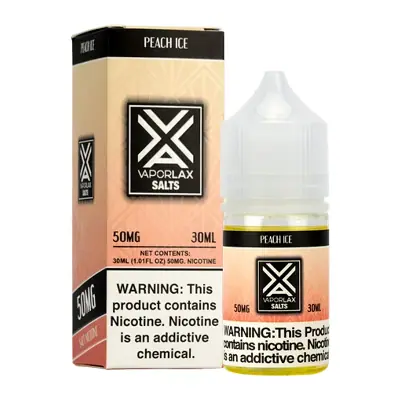 PEACH ICE
VAPORLAX
SALTS
50MG 30ML
NET CONTENTS:
30ML (1.01FL OZ) 50MG. NICOTINE
WARNING: This
product contains
Nicotine. Nicotine
is an addictive
chemical.
50MG
SALT NICOTINE
PEACH ICE
VAPORLAX
SALTS
50MG 30ML
WARNING:This Product
contains nicotine. Nicotine
is an addictive chemical.